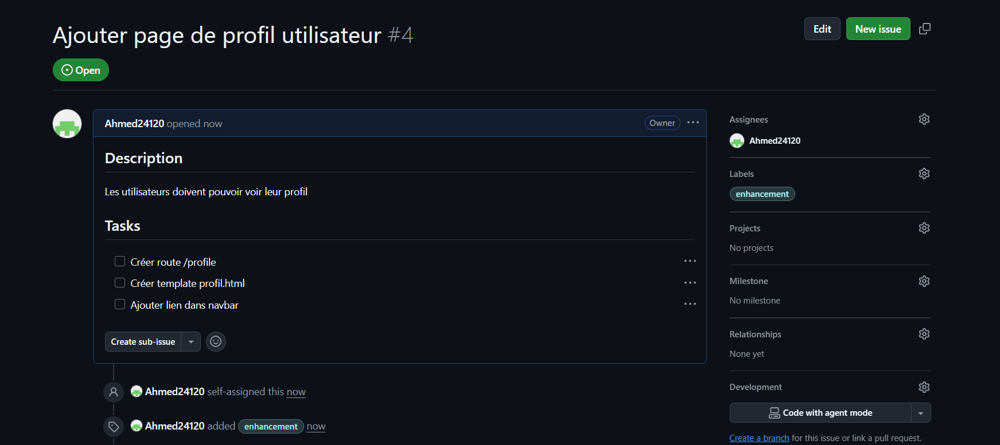 Ajouter page de profil utilisateur #4
Edit
New issue
Open
Ahmed24120 opened now
Owner
Description
Les utilisateurs doivent pouvoir voir leur profil
Tasks
Créer route /profile
Créer template profil.html
Ajouter lien dans navbar
Create sub-issue
Ahmed24120 self-assigned this now
Ahmed24120 added enhancement now
Assignees
Ahmed24120
Labels
enhancement
Projects
No projects
Milestone
No milestone
Relationships
None yet
Development
Code with agent mode
Create a branch for this issue or link a pull request.